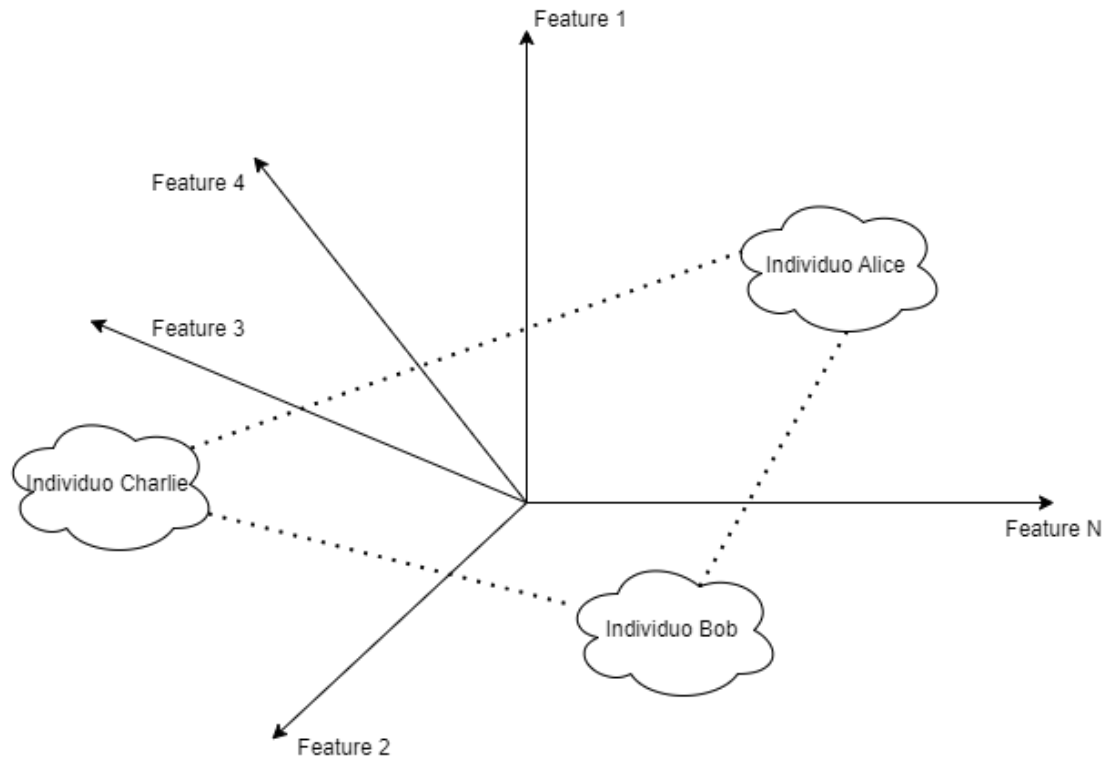 Feature 1
Feature 4
Individuo Alice
Feature 3
Individuo Charlie
Feature N
Individuo Bob
Feature 2